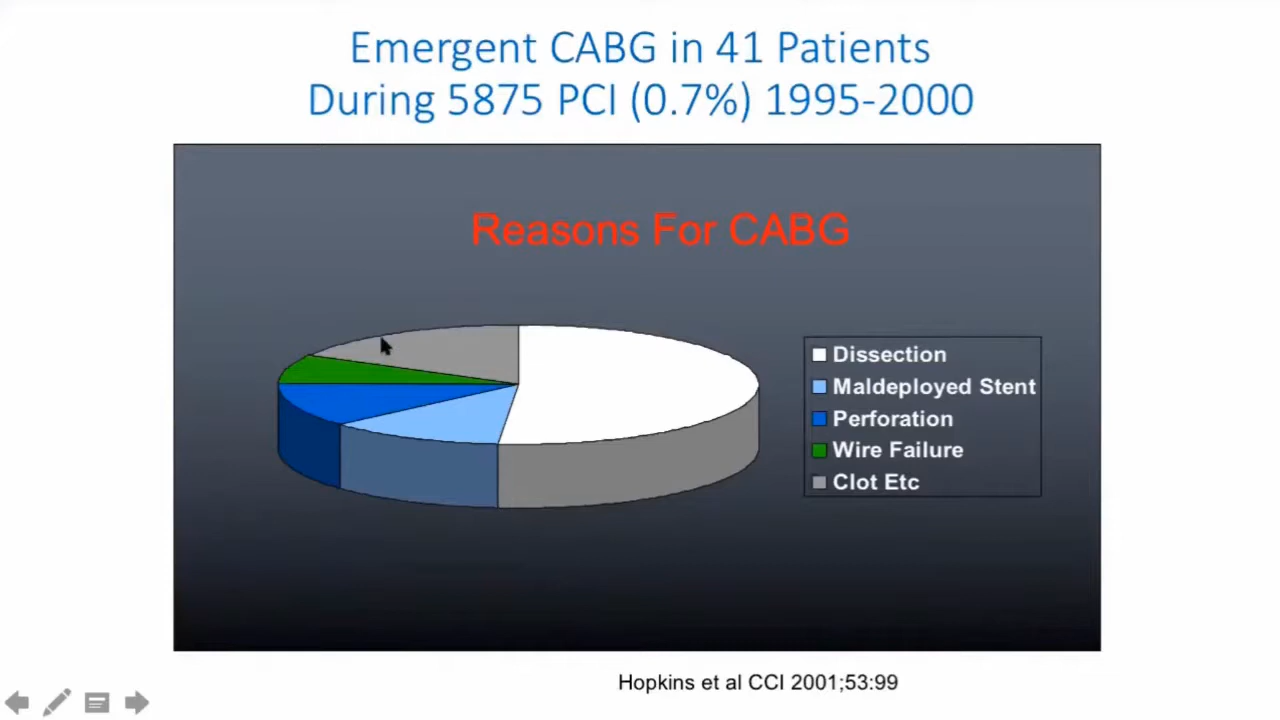 Emergent CABG in 41 Patients
During 5875 PCI (0.7%) 1995-2000
Reasons For CABG
Dissection
Maldeployed Stent
Perforation
Wire Failure
Clot Etc
Hopkins et al CCI 2001;53:99